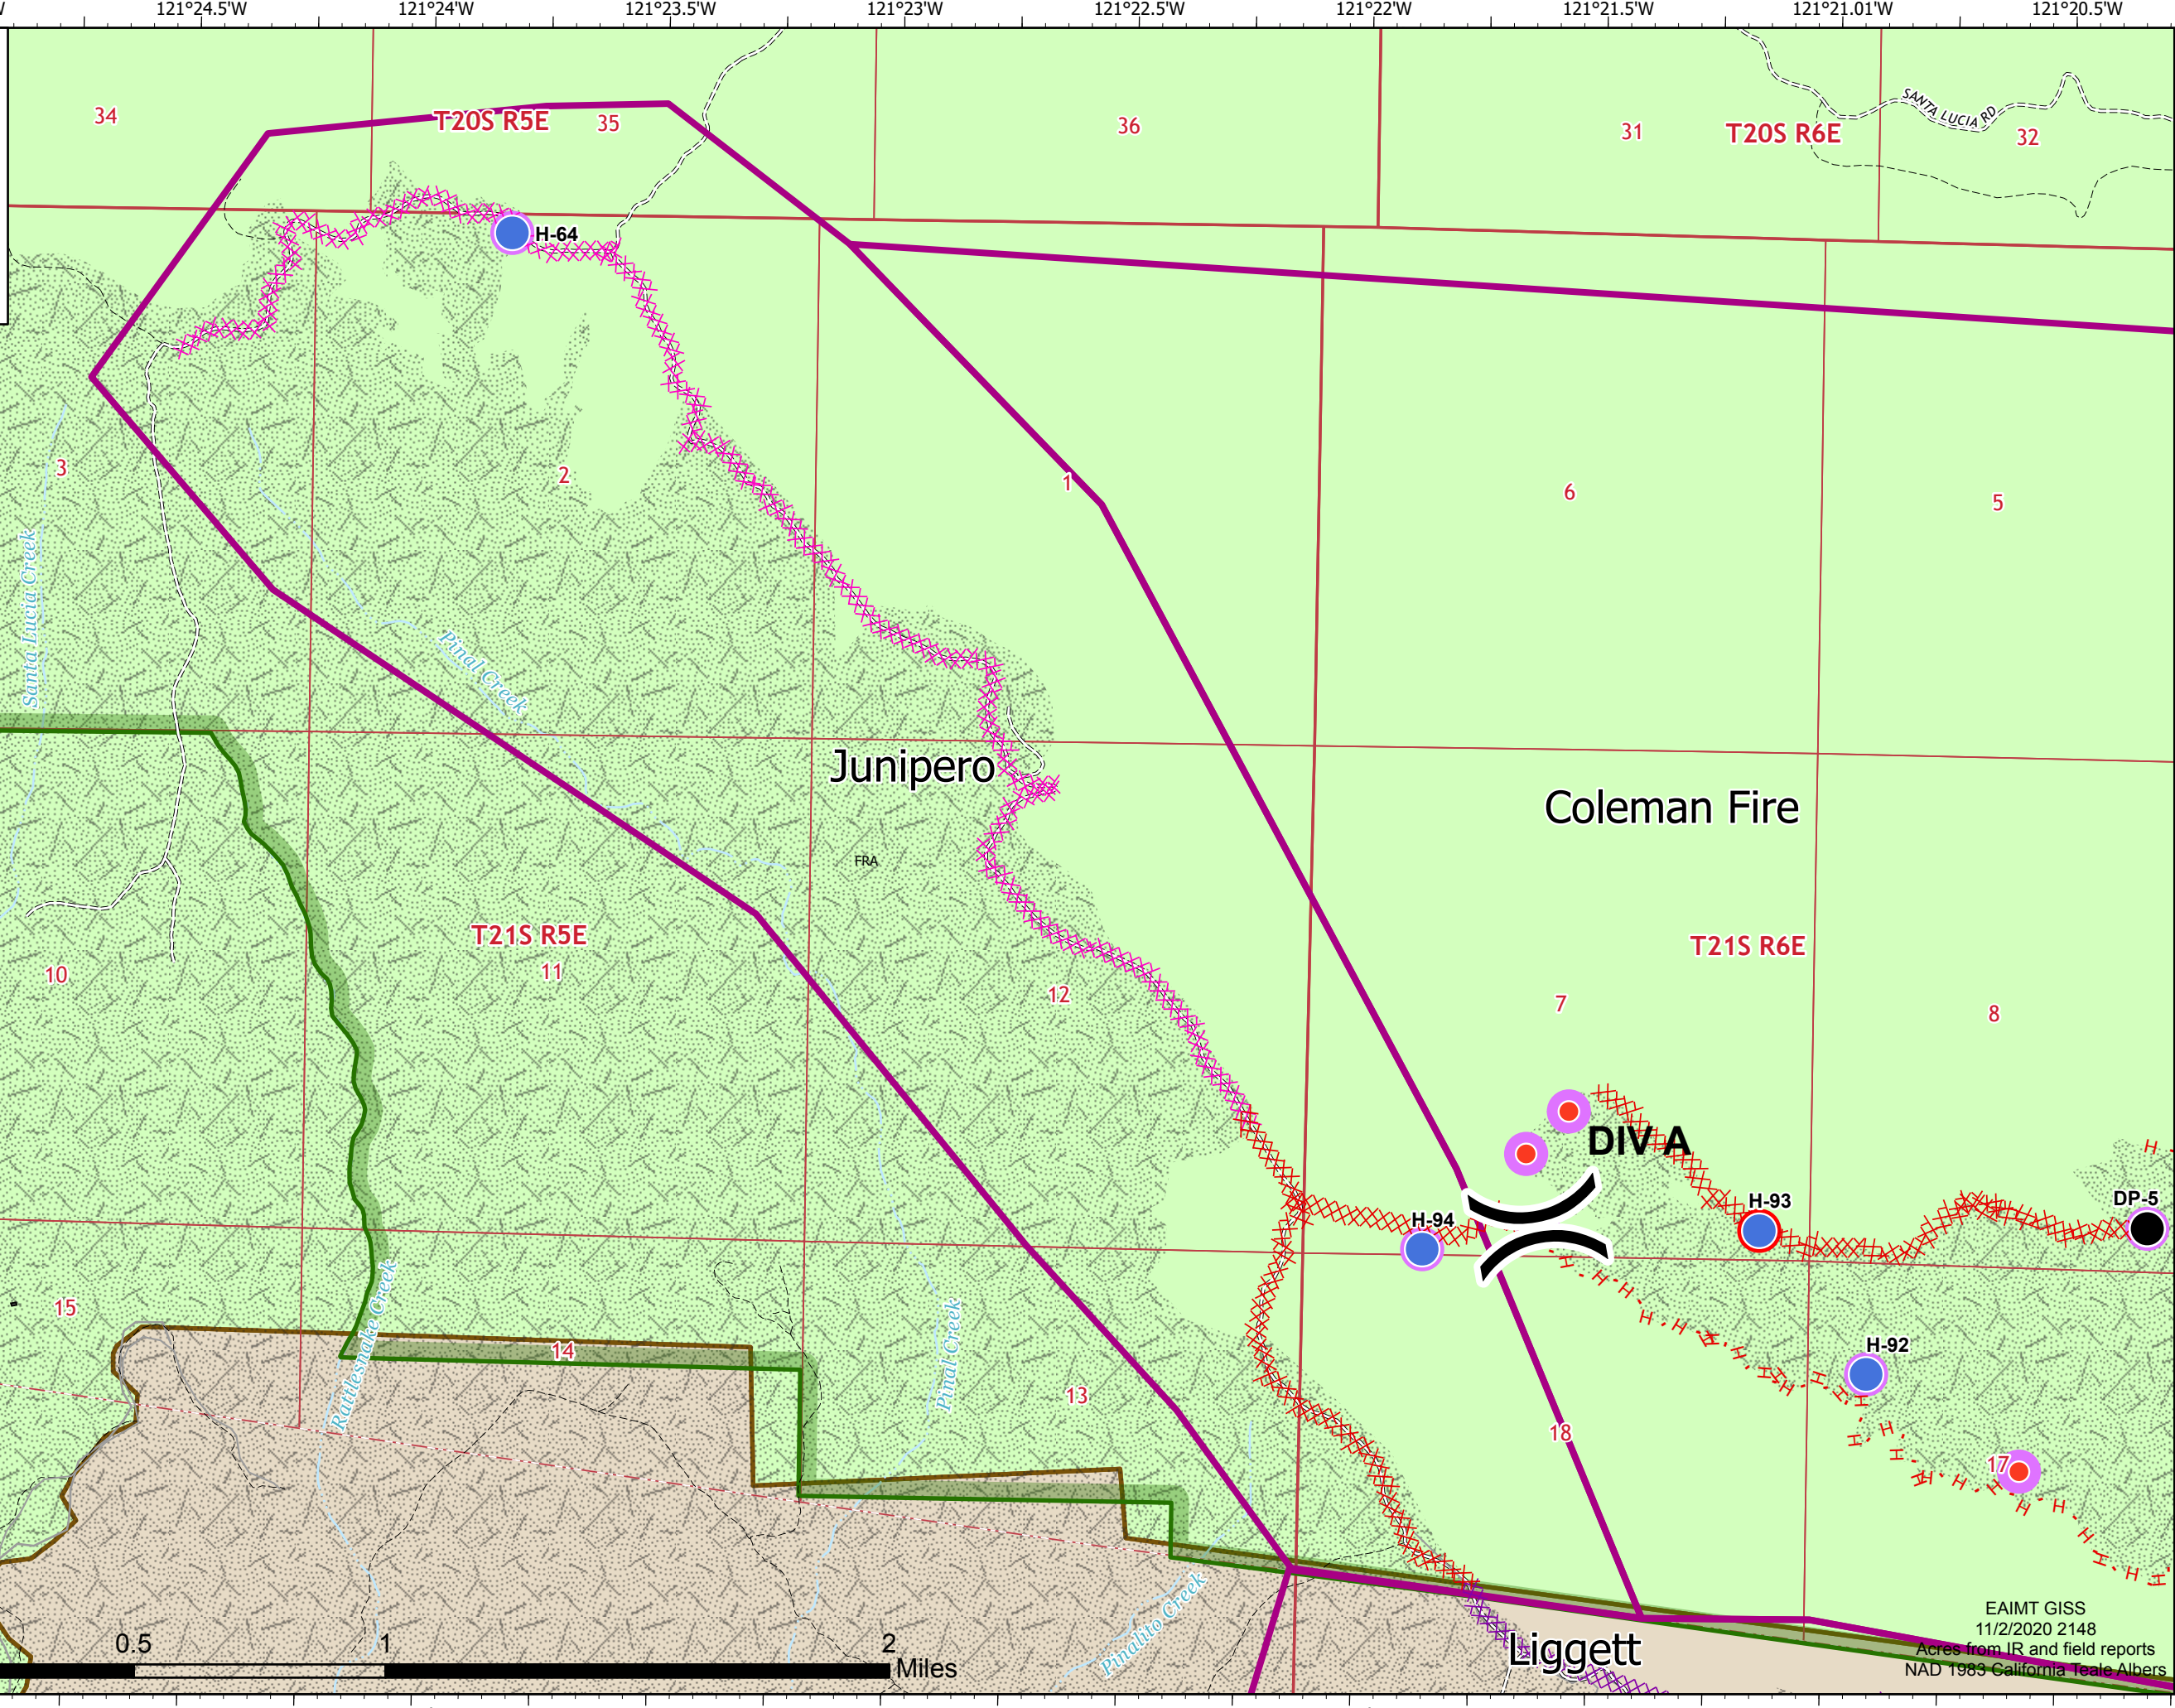 121°24.5'W
121°24'W
121°23.5'W
121°23'W
121°22.5'W
121°22'W
121°21.5'W
121°21.01'W
121°20.5'W
34
T20S R5E
35
36
31
T20S R6E
32
SANTA LUCIA RD
H-64
3
2
1
6
5
Santa Lucia Creek
Pinal Creek
Junipero
Coleman Fire
FRA
T21S R5E
T21S R6E
10
11
12
7
8
DIV A
H-94
H-93
DP-5
15
14
Rattlesnake Creek
Pinal Creek
13
18
H-92
17
Pinalito Creek
Liggett
0.5
1
2
Miles
EAIMT GISS
11/2/2020 2148
Acres from IR and field reports
NAD 1983 California Teale Albers